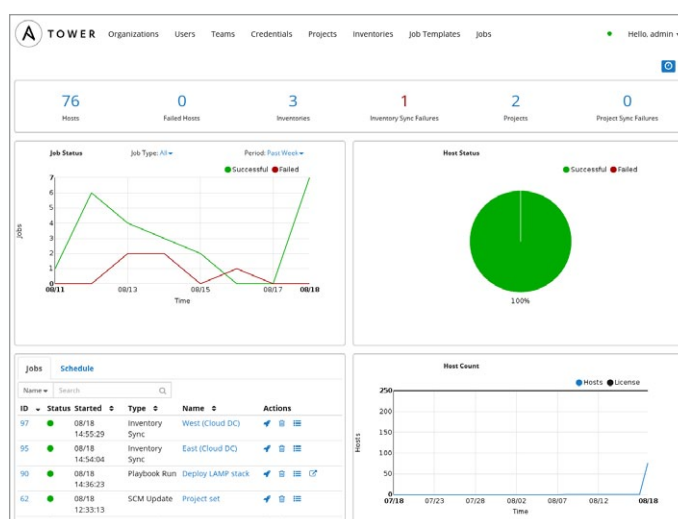 A TOWER Organizations Users Teams Credentials Projects Inventories Job Templates Jobs Hello, admin
76 0 3 1 2 0
Hosts Failed Hosts Inventories Inventory Sync Failures Projects Project Sync Failures
Job Status Job Type: All Period: Past Week
Successful Failed
7
6
5
4
3
2
1
0
Jobs
08/11 08/13 08/15 08/17 08/18
Time
Host Status
Successful Failed
100%
Jobs Schedule
Name Search
ID Status Started Type Name Actions
97 08/18 Inventory West (Cloud DC)
14:55:29 Sync
95 08/18 Inventory East (Cloud DC)
14:54:04 Sync
90 08/18 Playbook Run Deploy LAMP stack
14:36:23
62 08/18 SCM Update Project set
12:33:13
Host Count
Hosts License
250
200
150
100
50
0
Hosts
07/18 07/23 07/28 08/02 08/07 08/12 08/18
Time